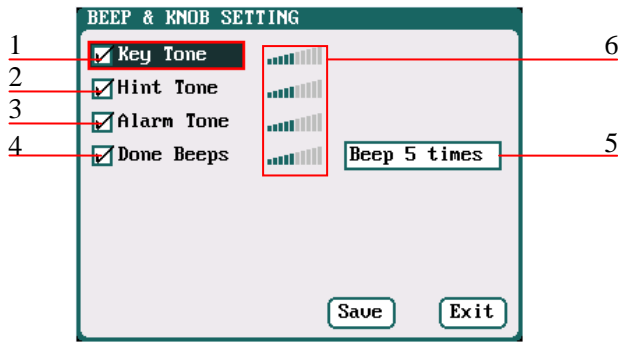 BEEP & KNOB SETTING
1 Key Tone 6
2 Hint Tone
3 Alarm Tone
4 Done Beeps Beep 5 times 5
Save Exit